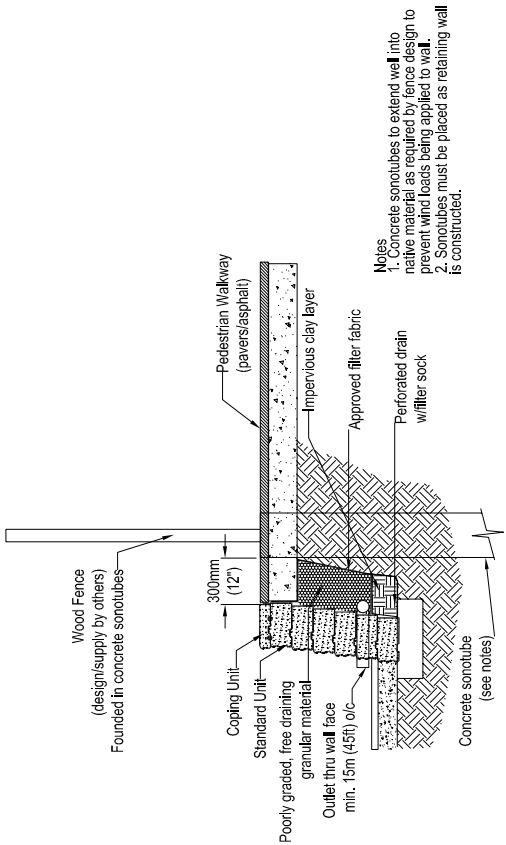 Wood Fence
(design/supply by others)
Founded in concrete sonotubes
Coping Unit
Standard Unit
Poorly graded, free draining
granular material
Outlet thru wall face
min. 15m (45ft) o/c
300mm
(12")
Pedestrian Walkway
(pavers/asphalt)
Impervious clay layer
Approved filter fabric
Perforated drain
w/filter sock
Concrete sonotube
(see notes)
Notes
1. Concrete sonotubes to extend well into
native material as required by fence design to
prevent wind loads being applied to wall.
2. Sonotubes must be placed as retaining wall
is constructed.